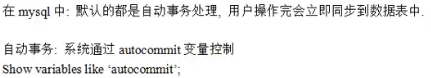 在 mysql 中: 默认的都是自动事务处理, 用户操作完会立即同步到数据表中.
自动事务: 系统通过 autocommit 变量控制
Show variables like ‘autocommit’;